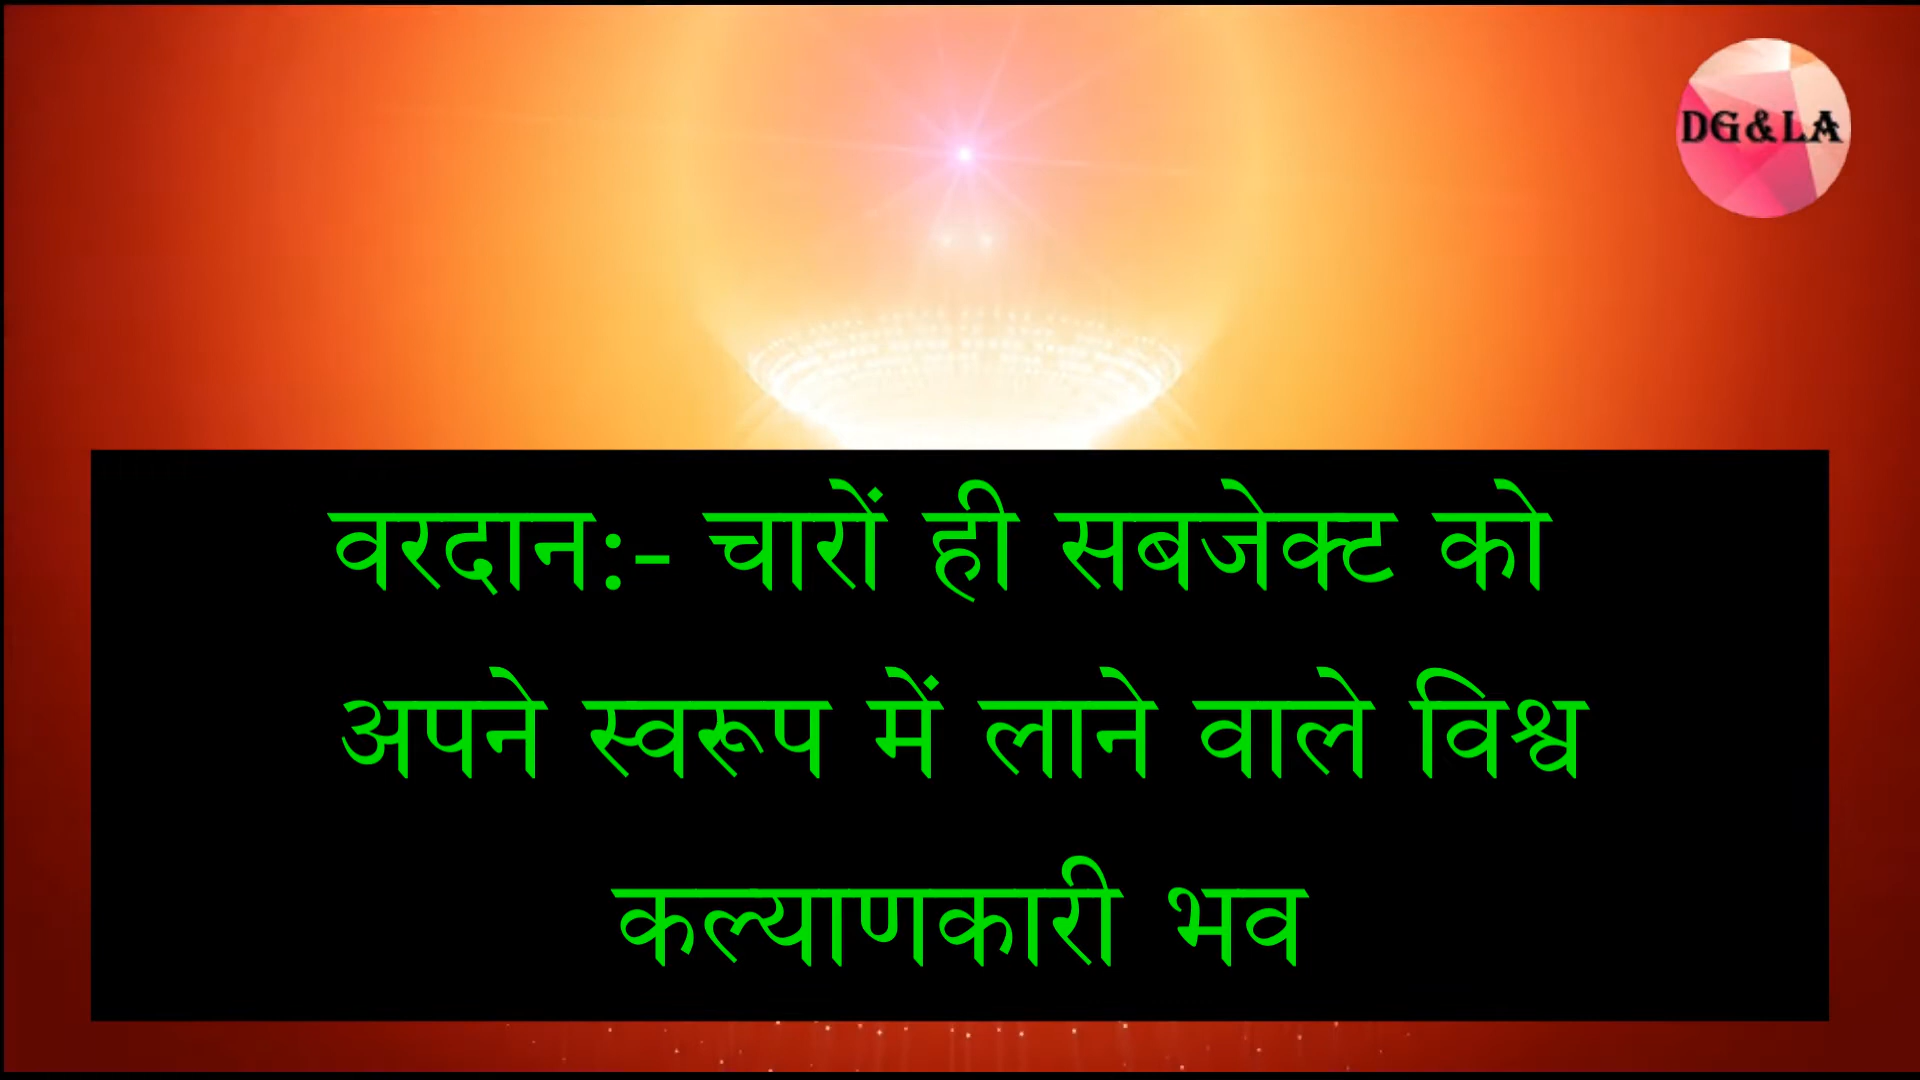 DG&LA
वरदान:- चारों ही सबजेक्ट को
अपने स्वरूप में लाने वाले विश्व
कल्याणकारी भव